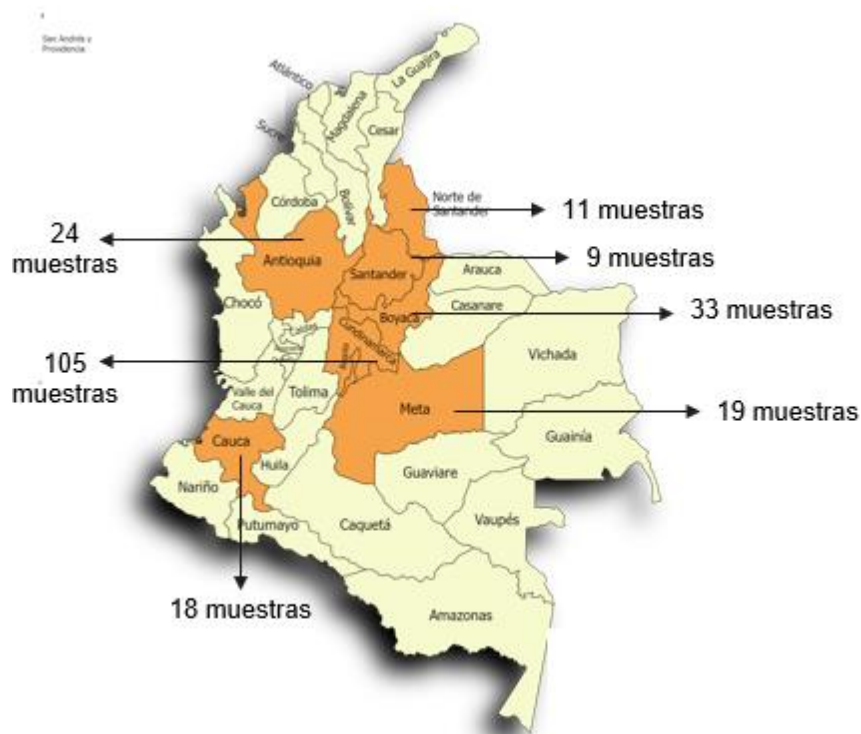 San Andrés y
Providencia
La Guajira
Atlántico
Magdalena
Cesar
Sucre
Córdoba
Bolívar
Norte de
Santander
11 muestras
24
muestras
Antioquia
Santander
9 muestras
Arauca
Chocó
Casanare
Boyacá
33 muestras
Caldas
Cundinamarca
105
muestras
Vichada
Valle del
Cauca
Tolima
Meta
19 muestras
Guainía
Cauca
Huila
Guaviare
Nariño
Putumayo
Caquetá
Vaupés
18 muestras
Amazonas